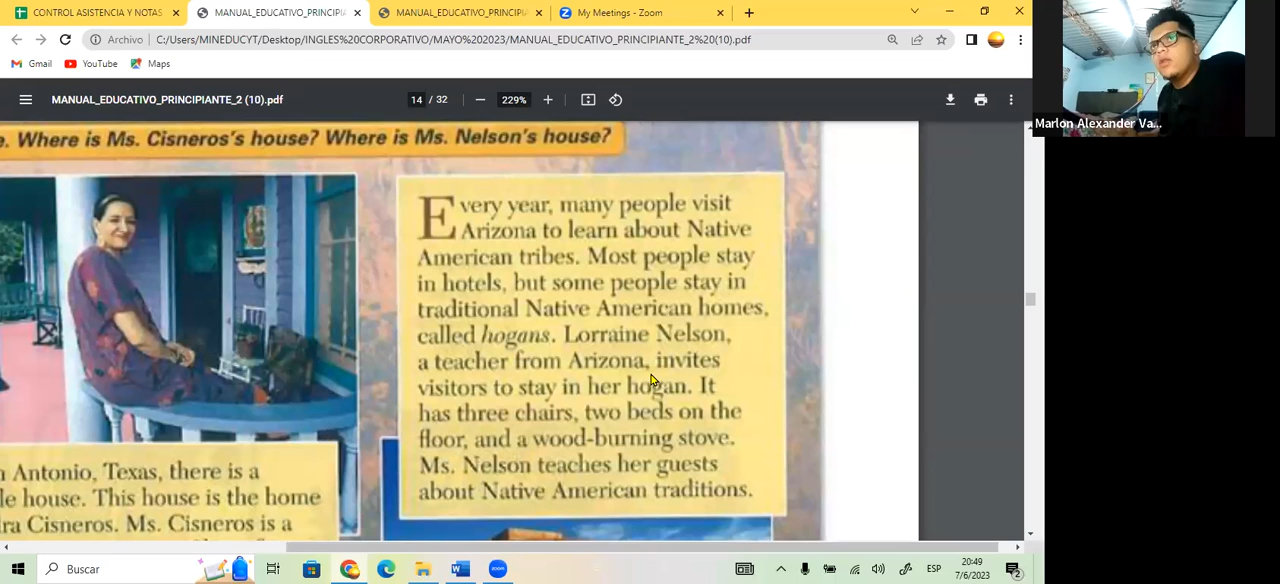 CONTROL ASISTENCIA Y NOTAS
MANUAL_EDUCATIVO_PRINCIPI
MANUAL_EDUCATIVO_PRINCIPI
My Meetings - Zoom
Archivo
C:/Users/MINEDUCYT/Desktop/INGLES%20CORPORATIVO/MAYO%202023/MANUAL_EDUCATIVO_PRINCIPIANTE_2%20(10).pdf
Gmail
YouTube
Maps
MANUAL_EDUCATIVO_PRINCIPIANTE_2 (10).pdf
14 / 32
229%
Marlon Alexander Va...
e. Where is Ms. Cisneros's house? Where is Ms. Nelson's house?
Every year, many people visit
Arizona to learn about Native
American tribes. Most people stay
in hotels, but some people stay in
traditional Native American homes,
called hogans. Lorraine Nelson,
a teacher from Arizona, invites
visitors to stay in her hogan. It
has three chairs, two beds on the
floor, and a wood-burning stove.
Ms. Nelson teaches her guests
about Native American traditions.
n Antonio, Texas, there is a
le house. This house is the home
ra Cisneros. Ms. Cisneros is a
Buscar
ESP
20:49
7/6/2023
2